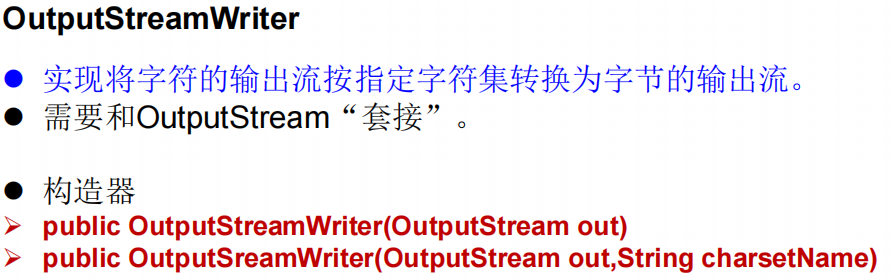 OutputStreamWriter
● 实现将字符的输出流按指定字符集转换为字节的输出流。
● 需要和OutputStream“套接”。
● 构造器
➢ public OutputStreamWriter(OutputStream out)
➢ public OutputSreamWriter(OutputStream out,String charsetName)